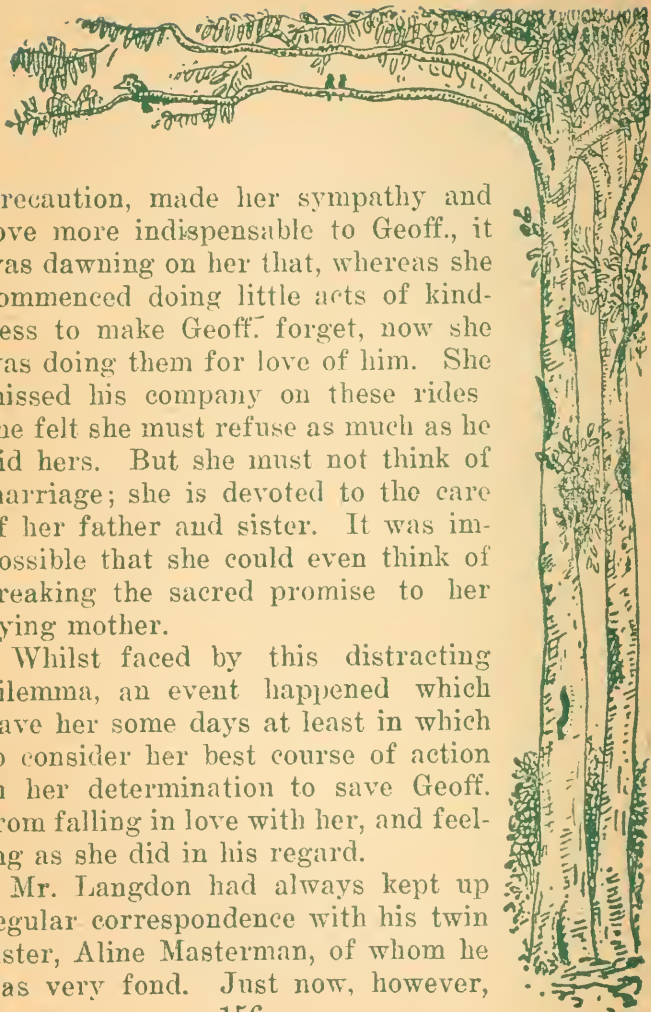 recaution, made her sympathy and
ove more indispensable to Geoff., it
vas dawning on her that, whereas she
ommenced doing little acts of kind-
ess to make Geoff. forget, now she
vas doing them for love of him. She
nissed his company on these rides
he felt she must refuse as much as he
id hers. But she must not think of
narriage; she is devoted to the care
f her father and sister. It was im-
ossible that she could even think of
reaking the sacred promise to her
ying mother.
Whilst faced by this distracting
ilemma, an event happened which
ave her some days at least in which
o consider her best course of action
n her determination to save Geoff.
rom falling in love with her, and feel-
ng as she did in his regard.
Mr. Langdon had always kept up
egular correspondence with his twin
ister, Aline Masterman, of whom he
as very fond. Just now, however,